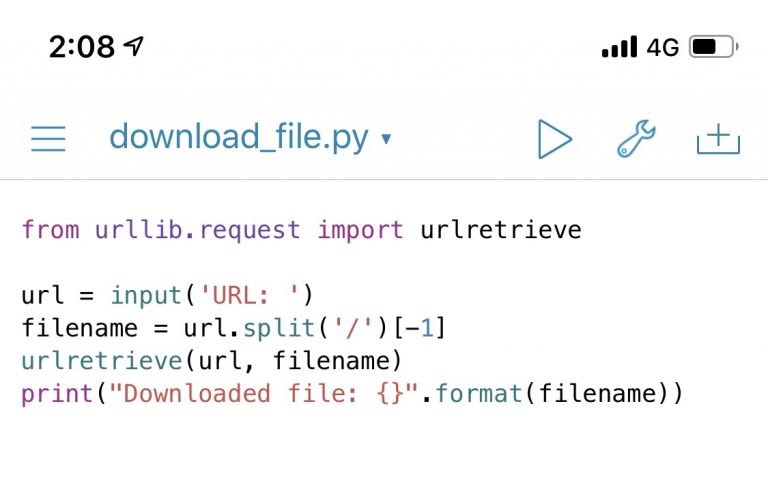 2:08
4G
download_file.py
from urllib.request import urlretrieve
url = input('URL: ')
filename = url.split('/')[-1]
urlretrieve(url, filename)
print("Downloaded file: {}".format(filename))